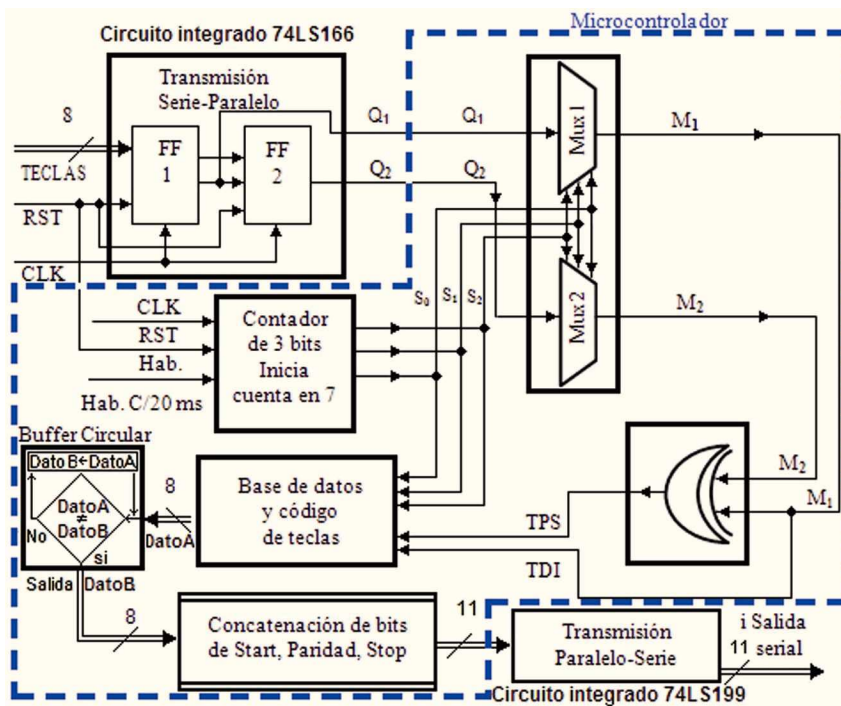 Circuito integrado 74LS166
Microcontrolador
Transmisión
Serie-Paralelo
8
TECLAS
RST
CLK
FF
1
FF
2
Q1
Q2
Q1
Q2
Mux 1
M1
Mux 2
M2
S0
S1
S2
CLK
RST
Hab.
Hab. C/20 ms
Contador
de 3 bits
Inicia
cuenta en 7
Buffer Circular
Dato B←DatoA
DatoA
≠
DatoB
No
si
8
DatoA
Base de datos
y código
de teclas
TPS
TDI
M2
M1
Salida DatoB
8
Concatenación de bits
de Start, Paridad, Stop
11
Transmisión
Paralelo-Serie
i Salida
serial
11
Circuito integrado 74LS199